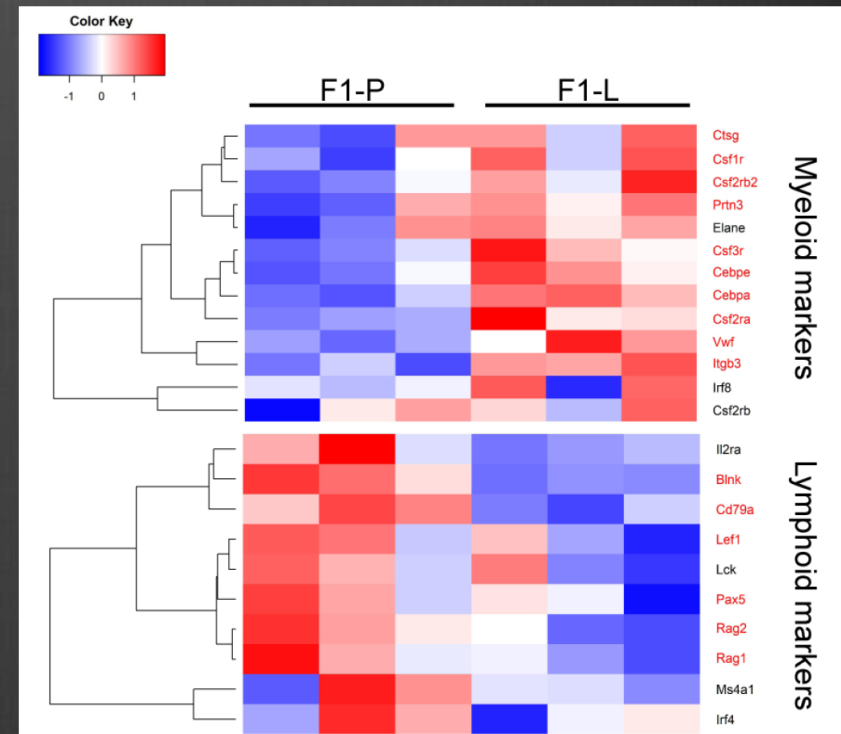 Color Key
-1 0 1
F1-P F1-L
Ctsg
Csf1r
Csf2rb2
Prtn3
Elane
Csf3r
Cebpe
Cebpa
Csf2ra
Vwf
Itgb3
Irf8
Csf2rb
Myeloid markers
Il2ra
Blnk
Cd79a
Lef1
Lck
Pax5
Rag2
Rag1
Ms4a1
Irf4
Lymphoid markers